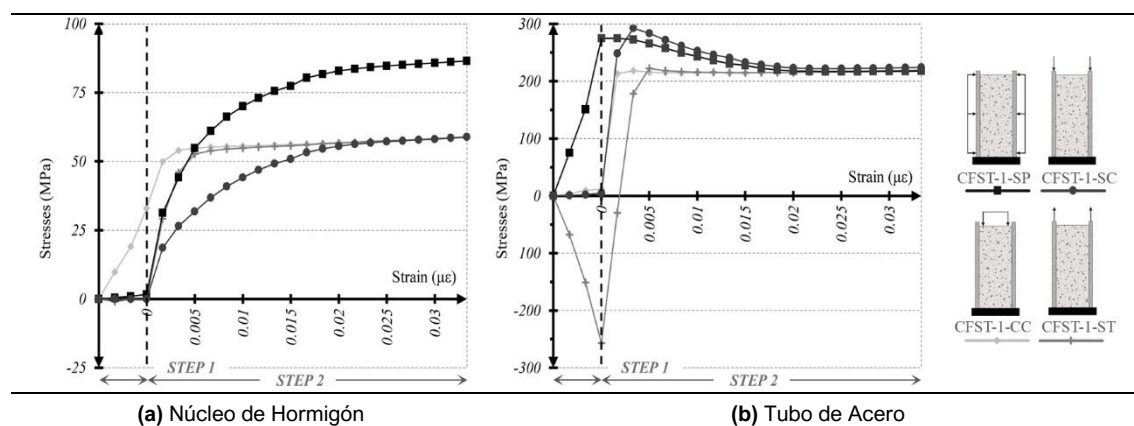 100
75
50
25
0
-25
Stresses (MPa)
Strain (με)
0
0.005
0.01
0.015
0.02
0.025
0.03
STEP 1
STEP 2
300
200
100
0
-100
-200
-300
Stresses (MPa)
Strain (με)
0
0.005
0.01
0.015
0.02
0.025
0.03
STEP 1
STEP 2
CFST-1-SP
CFST-1-SC
CFST-1-CC
CFST-1-ST
(a) Núcleo de Hormigón
(b) Tubo de Acero